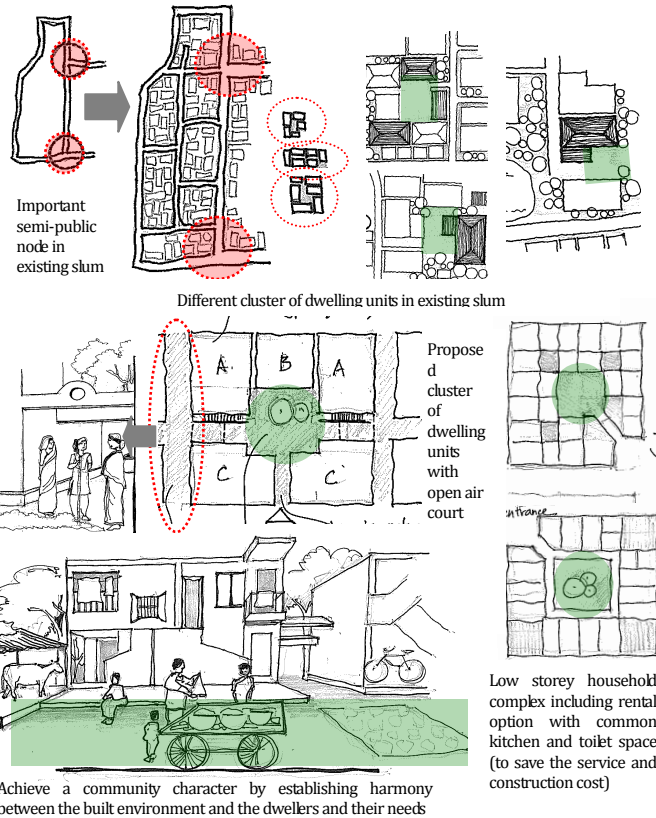 Important
semi-public
node in
existing slum
Different cluster of dwelling units in existing slum
A
B
A
C
C
Propose
d
cluster
of
dwelling
units
with
open air
court
entrance
Low storey household
complex including rental
option with common
kitchen and toilet space
(to save the service and
construction cost)
Achieve a community character by establishing harmony
between the built environment and the dwellers and their needs